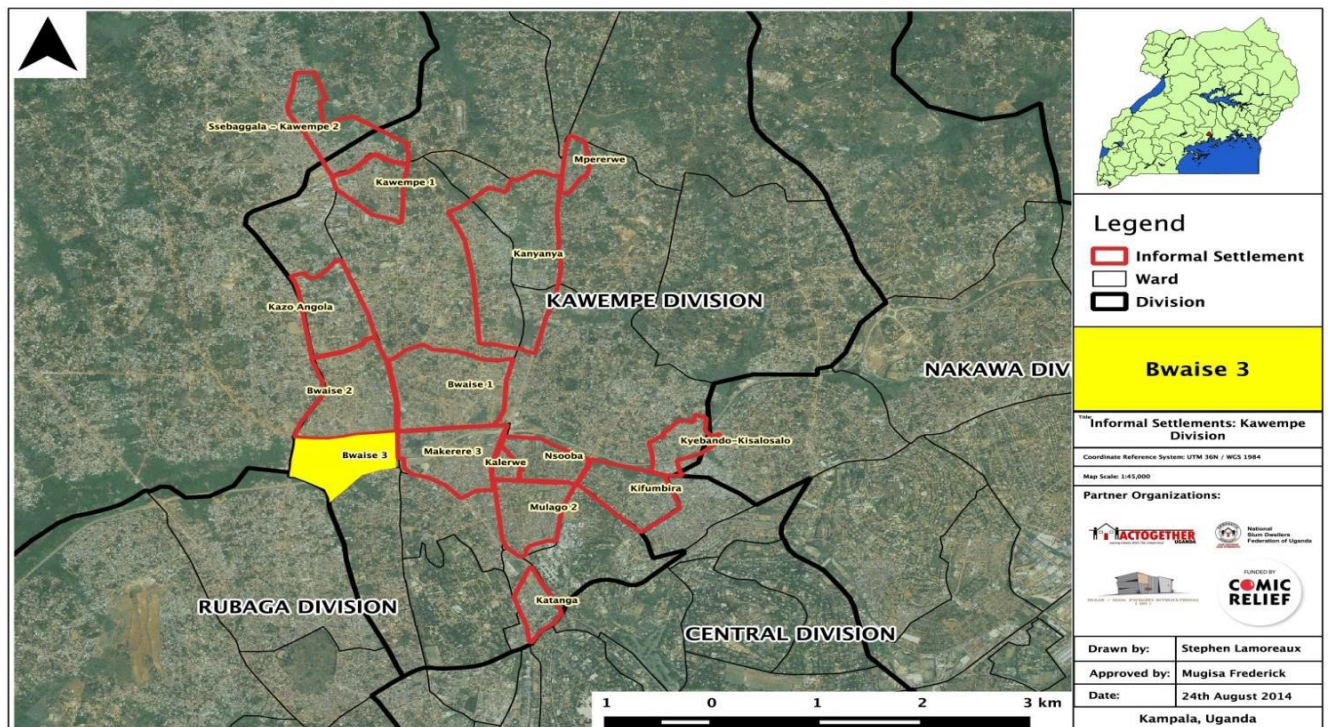 Ssebaggala - Kawempe 2
Mpererwe
Kawempe 1
Kanyanya
KAWEMPE DIVISION
Kazo Angola
NAKAWA DIV
Bwaise 1
Bwaise 2
Kyebando-Kisalosalo
Bwaise 3
Makerere 3
Kalerwe
Nsooba
Kifumbira
Mulago 2
Katanga
RUBAGA DIVISION
CENTRAL DIVISION
1 0 1 2 3 km
Legend
Informal Settlement
Ward
Division
Bwaise 3
Title:
Informal Settlements: Kawempe
Division
Coordinate Reference System: UTM 36N / WGS 1984
Map Scale: 1:45,000
Partner Organizations:
ACTOGETHER
UGANDA
National
Slum Dwellers
Federation of Uganda
FUNDED BY
COMIC
RELIEF
Drawn by: Stephen Lamoreaux
Approved by: Mugisa Frederick
Date: 24th August 2014
Kampala, Uganda